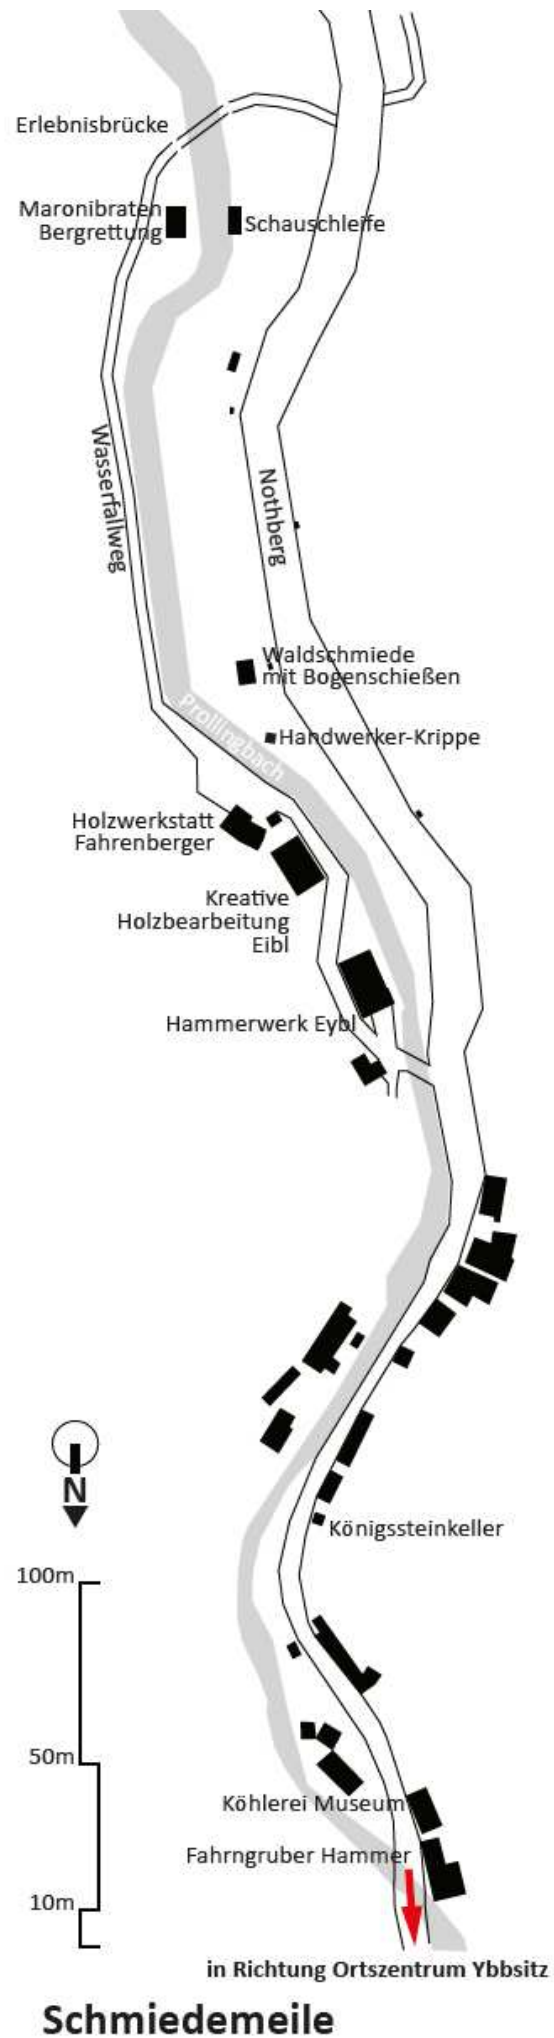 Erlebnisbrücke
Maronibraten
Bergrettung
Schauschleife
Wasserfallweg
Nothberg
Waldschmiede
mit Bogenschießen
Prollingbach
Handwerker-Krippe
Holzwerkstatt
Fahrenberger
Kreative
Holzbearbeitung
Eibl
Hammerwerk Eybl
N
Königssteinkeller
100m
50m
Köhlerei Museum
Fahrngruber Hammer
10m
in Richtung Ortszentrum Ybbsitz
Schmiedemeile